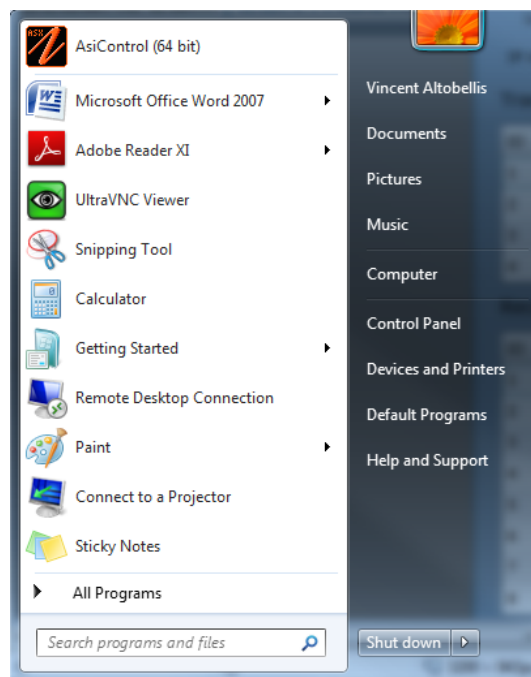 ASX
AsiControl (64 bit)
Microsoft Office Word 2007
Adobe Reader XI
UltraVNC Viewer
Snipping Tool
Calculator
Getting Started
Remote Desktop Connection
Paint
Connect to a Projector
Sticky Notes
All Programs
Search programs and files
Vincent Altobellis
Documents
Pictures
Music
Computer
Control Panel
Devices and Printers
Default Programs
Help and Support
Shut down